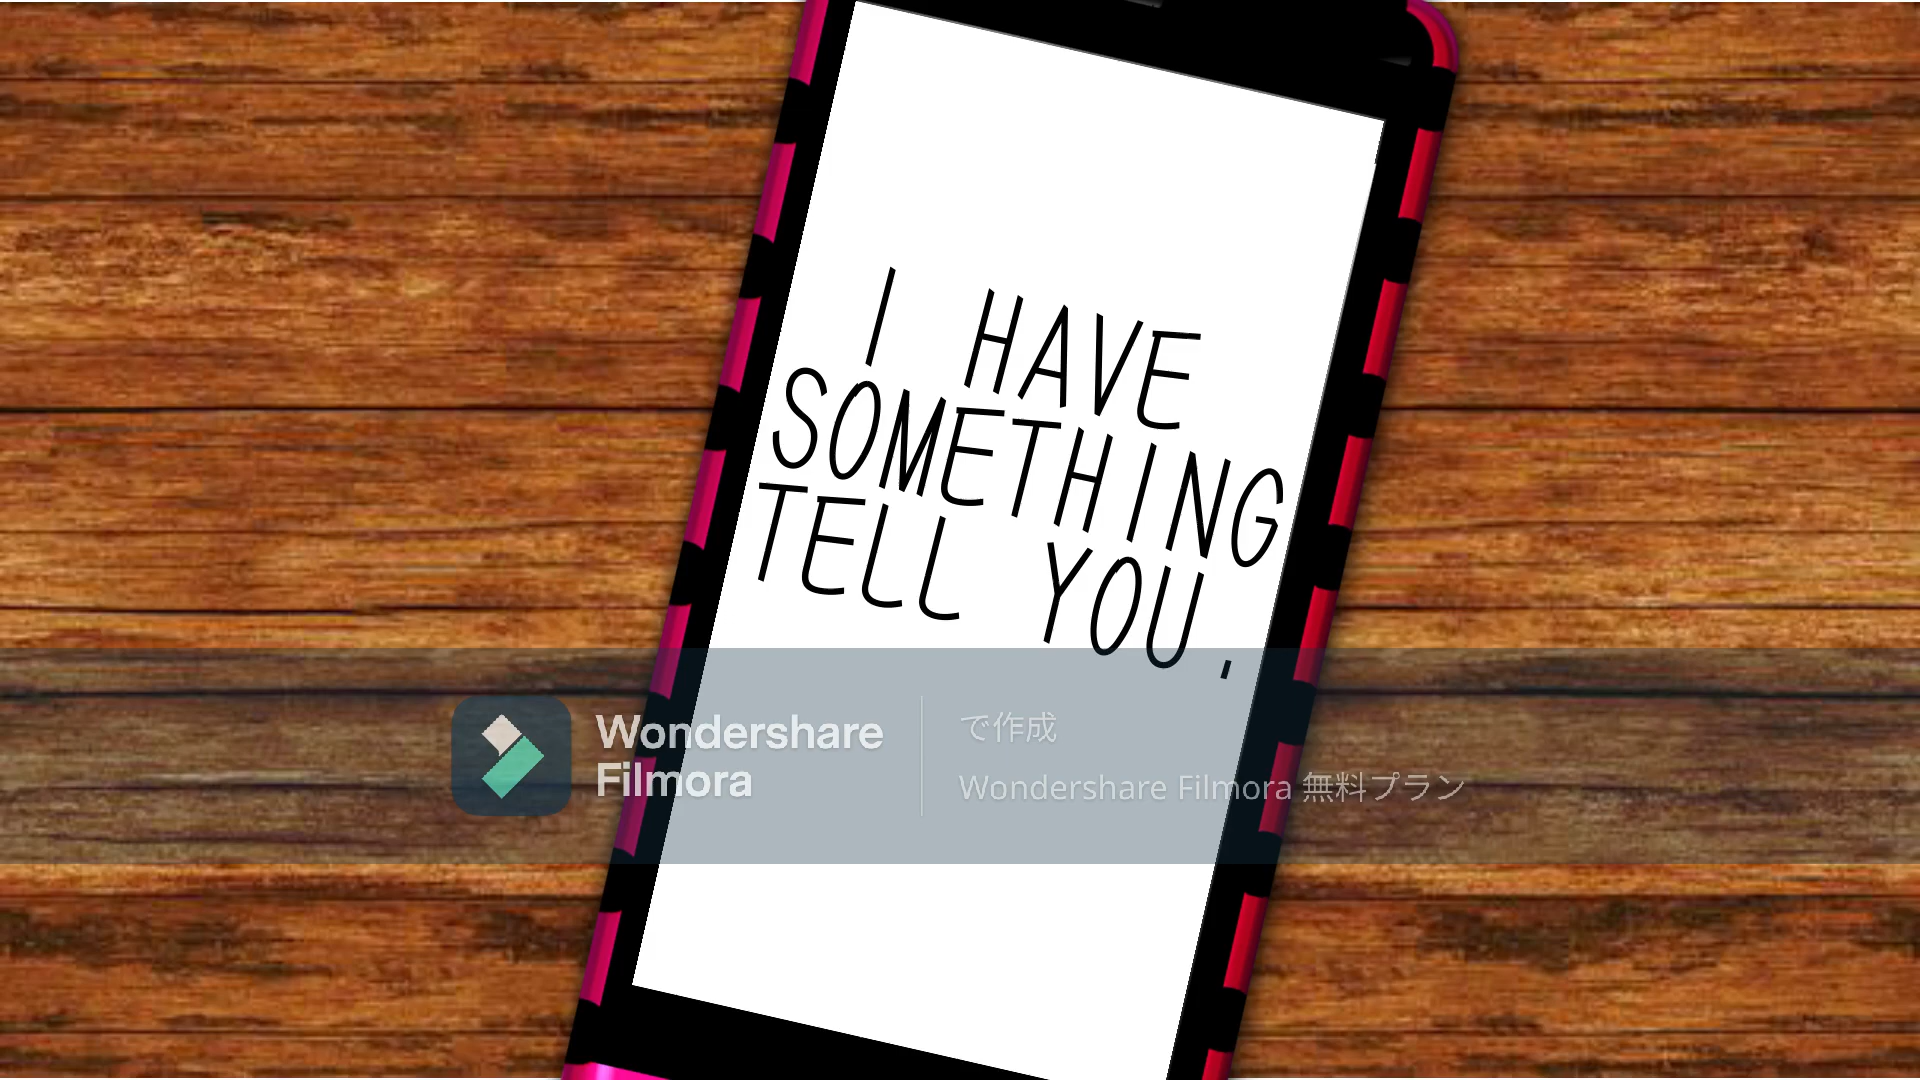 I HAVE
SOMETHING
TELL YOU.
Wondershare
Filmora
で作成
Wondershare Filmora 無料プラン